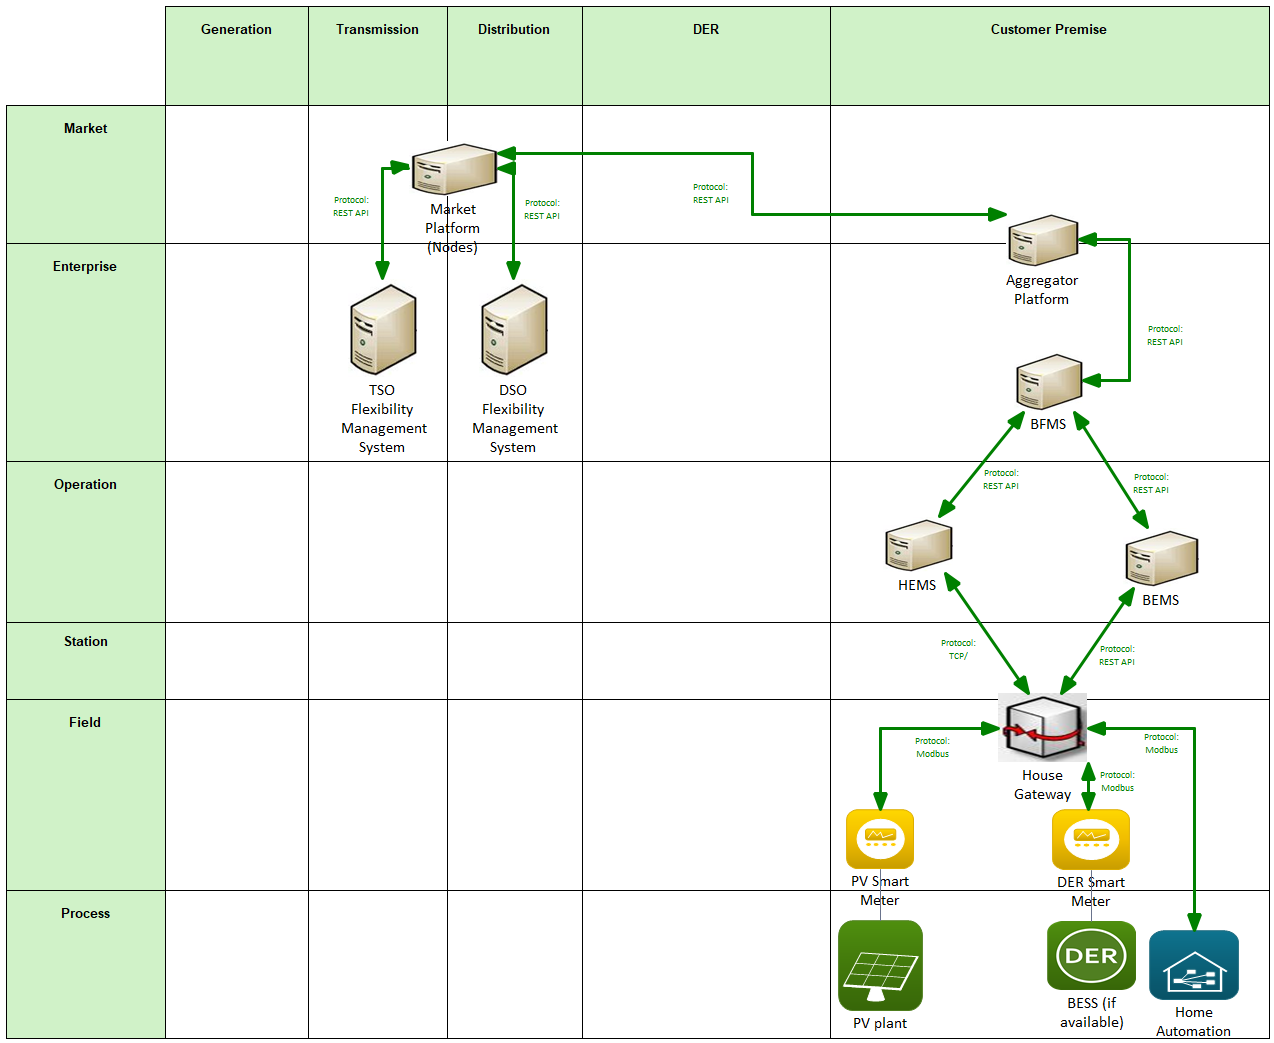 Generation
Transmission
Distribution
DER
Customer Premise
Market
Market
Platform
(Nodes)
Protocol:
REST API
Protocol:
REST API
Protocol:
REST API
Enterprise
Aggregator
Platform
Protocol:
REST API
TSO
Flexibility
Management
System
DSO
Flexibility
Management
System
BFMS
Operation
Protocol:
REST API
Protocol:
REST API
HEMS
BEMS
Station
Protocol:
TCP/
Protocol:
REST API
Field
Protocol:
Modbus
House
Gateway
Protocol:
Modbus
Protocol:
Modbus
PV Smart
Meter
DER Smart
Meter
Process
PV plant
DER
BESS (if
available)
Home
Automation